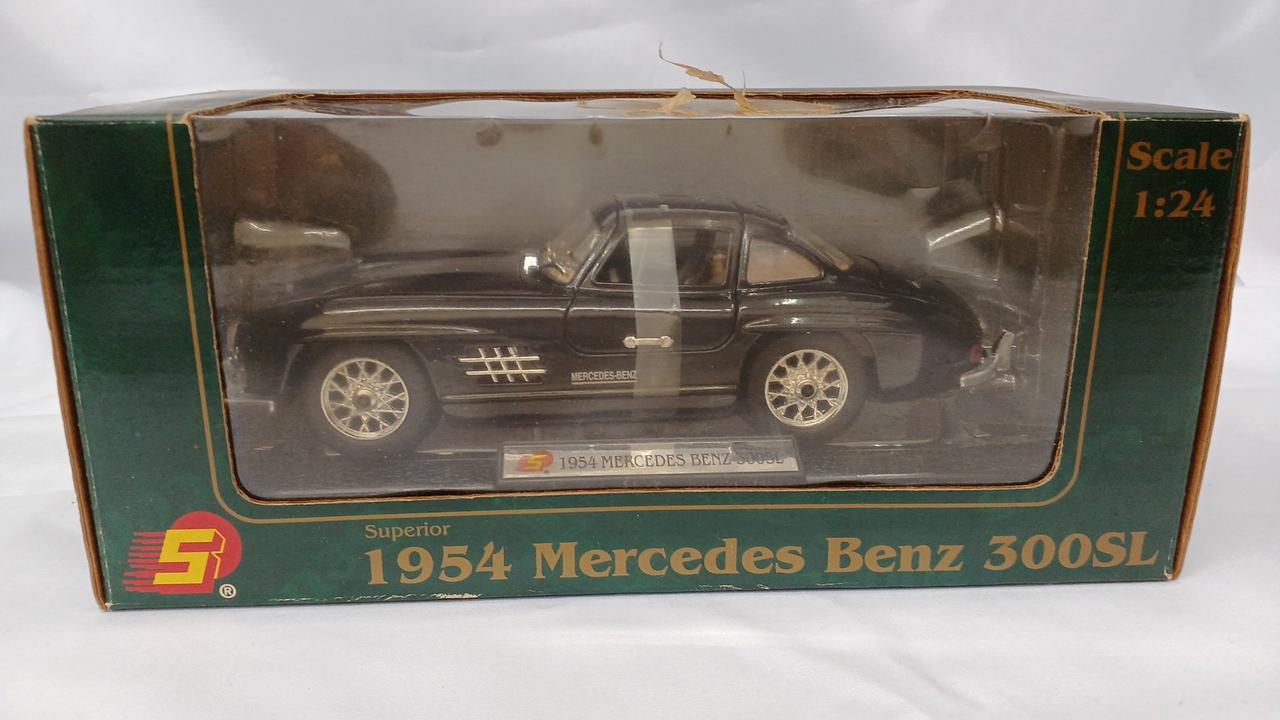 Scale
1:24
MERCEDES-BENZ
S
1954 MERCEDES BENZ 300SL
Superior
1954 Mercedes Benz 300SL
S
®